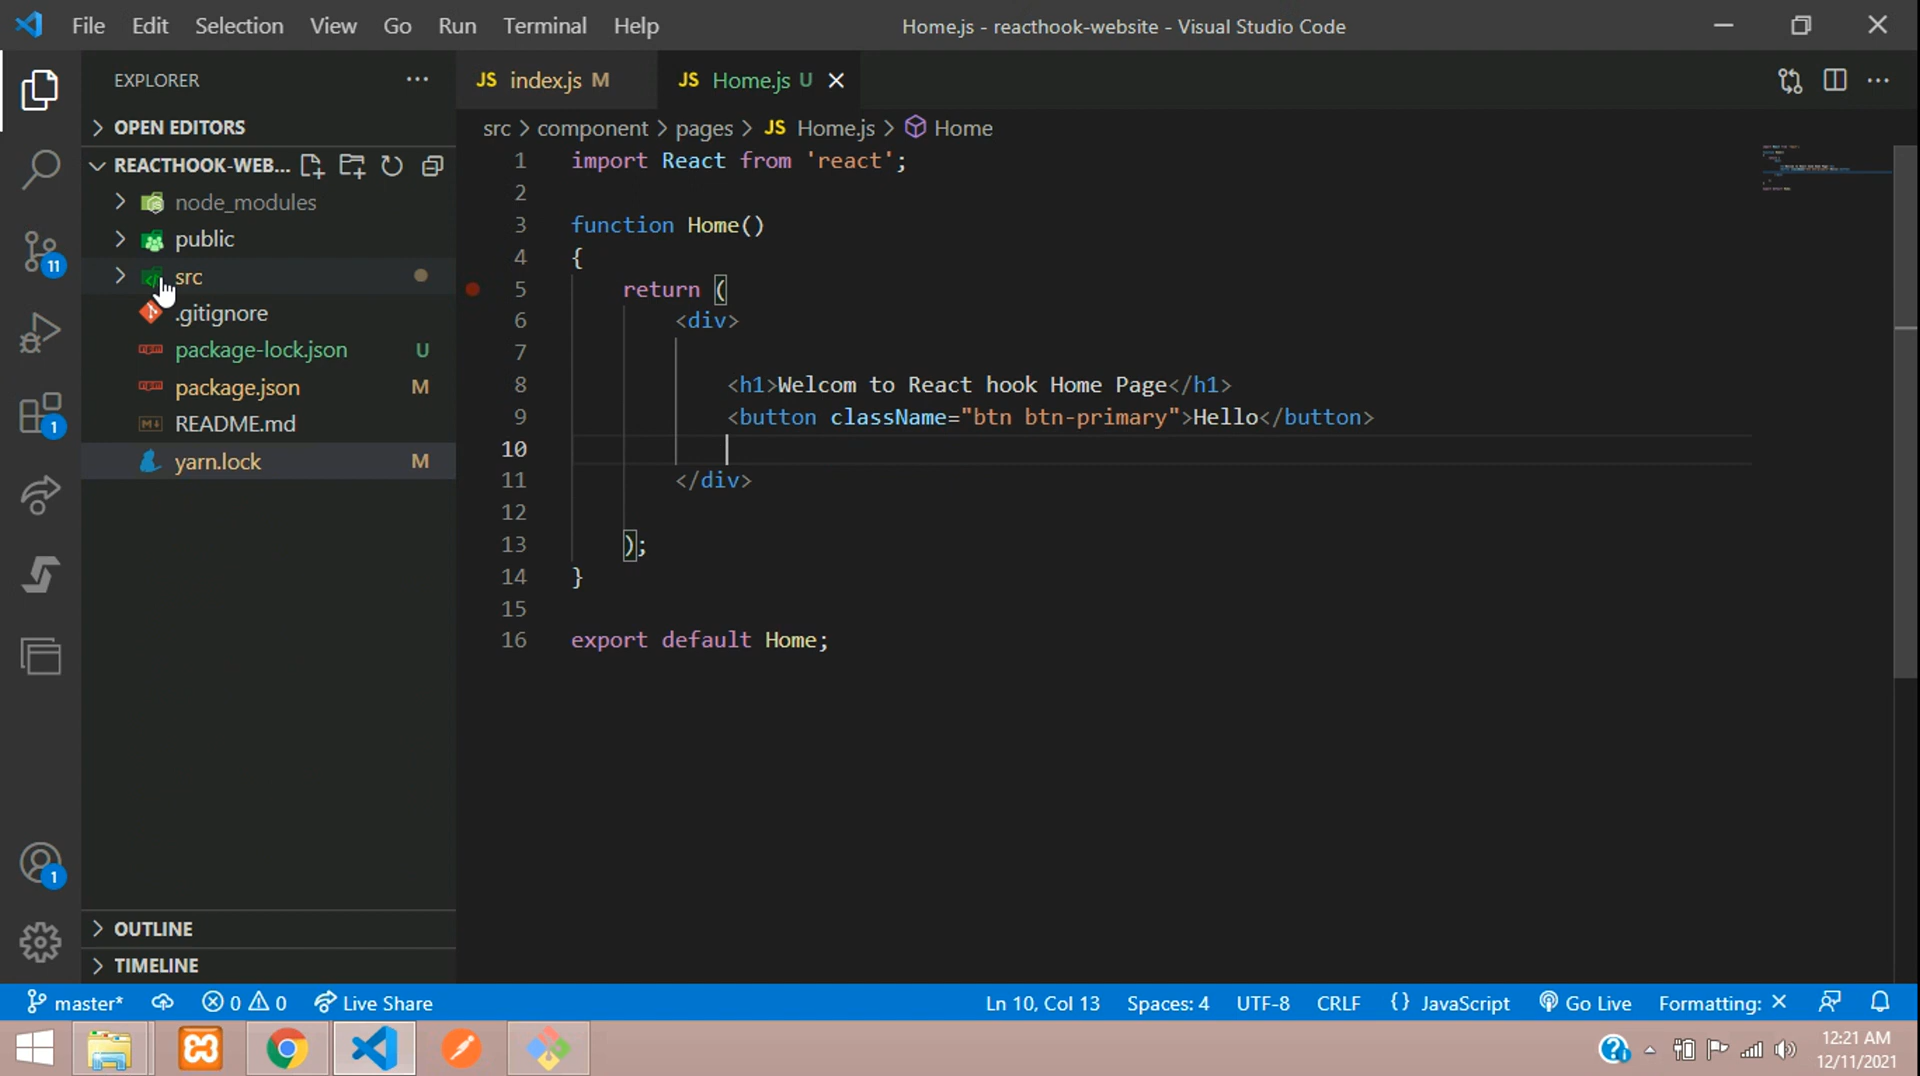 File Edit Selection View Go Run Terminal Help
Home.js - reacthook-website - Visual Studio Code
EXPLORER
OPEN EDITORS
REACTHOOK-WEB...
node_modules
public
src
.gitignore
package-lock.json U
package.json M
README.md
yarn.lock M
OUTLINE
TIMELINE
11
1
1
JS index.js M
JS Home.js U
src > component > pages > JS Home.js > Home
1 import React from 'react';
2
3 function Home()
4 {
5 return (
6 <div>
7
8 <h1>Welcom to React hook Home Page</h1>
9 <button className="btn btn-primary">Hello</button>
10
11 </div>
12
13 );
14 }
15
16 export default Home;
master* 0 0 Live Share
Ln 10, Col 13 Spaces: 4 UTF-8 CRLF {} JavaScript Go Live Formatting: ×
12:21 AM
12/11/2021